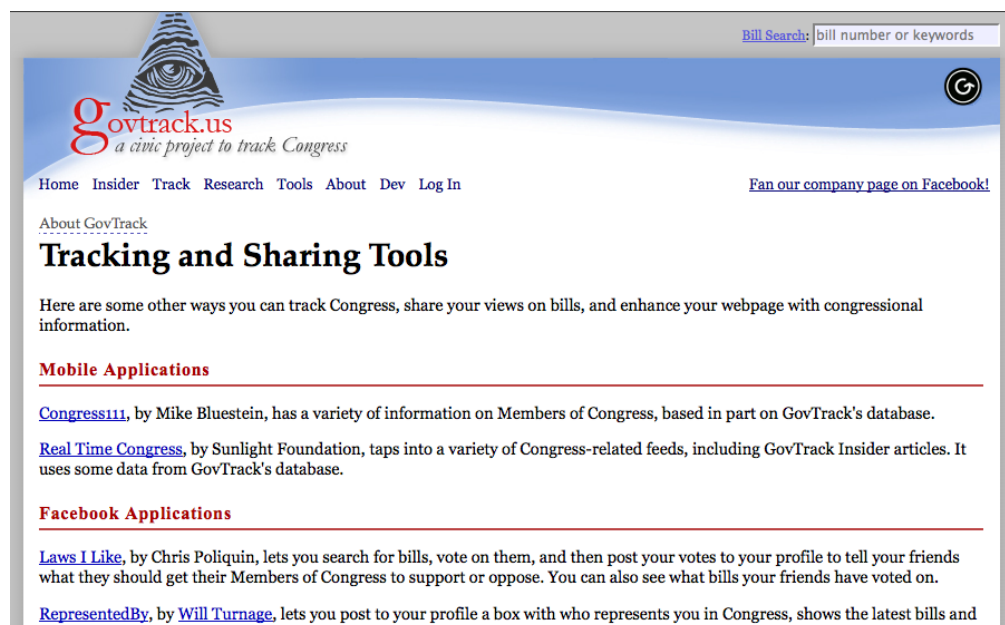 Bill Search: bill number or keywords
govtrack.us
a civic project to track Congress
Home Insider Track Research Tools About Dev Log In
Fan our company page on Facebook!
About GovTrack
Tracking and Sharing Tools
Here are some other ways you can track Congress, share your views on bills, and enhance your webpage with congressional
information.
Mobile Applications
Congress111, by Mike Bluestein, has a variety of information on Members of Congress, based in part on GovTrack's database.
Real Time Congress, by Sunlight Foundation, taps into a variety of Congress-related feeds, including GovTrack Insider articles. It
uses some data from GovTrack's database.
Facebook Applications
Laws I Like, by Chris Poliquin, lets you search for bills, vote on them, and then post your votes to your profile to tell your friends
what they should get their Members of Congress to support or oppose. You can also see what bills your friends have voted on.
RepresentedBy, by Will Turnage, lets you post to your profile a box with who represents you in Congress, shows the latest bills and